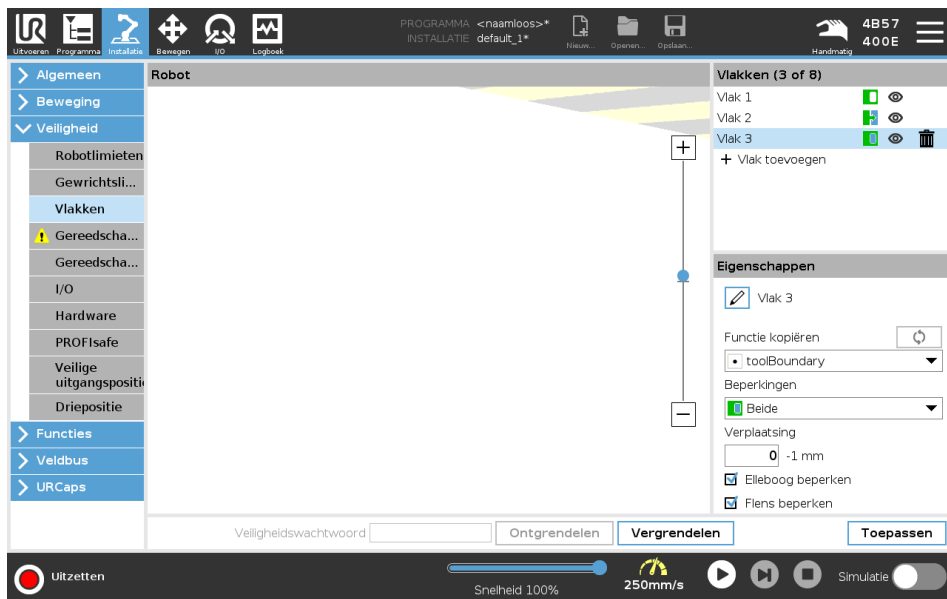 PROGRAMMA <naamloos>*
INSTALLATIE default_1*
Nieuw...
Openen...
Opslaan...
Handmatig
4B57
400E
Uitvoeren
Programma
Installatie
Bewegen
I/O
Logboek
Algemeen
Beweging
Veiligheid
Robotlimieten
Gewrichtsli...
Vlakken
Gereedscha...
Gereedscha...
I/O
Hardware
PROFIsafe
Veilige
uitgangspositi
Driepositie
Functies
Veldbus
URCaps
Robot
Vlakken (3 of 8)
Vlak 1
Vlak 2
Vlak 3
+ Vlak toevoegen
Eigenschappen
Vlak 3
Functie kopiëren
toolBoundary
Beperkingen
Beide
Verplaatsing
0 -1 mm
Elleboog beperken
Flens beperken
Veiligheidswachtwoord
Ontgrendelen
Vergrendelen
Toepassen
Uitzetten
Snelheid 100%
250mm/s
Simulatie